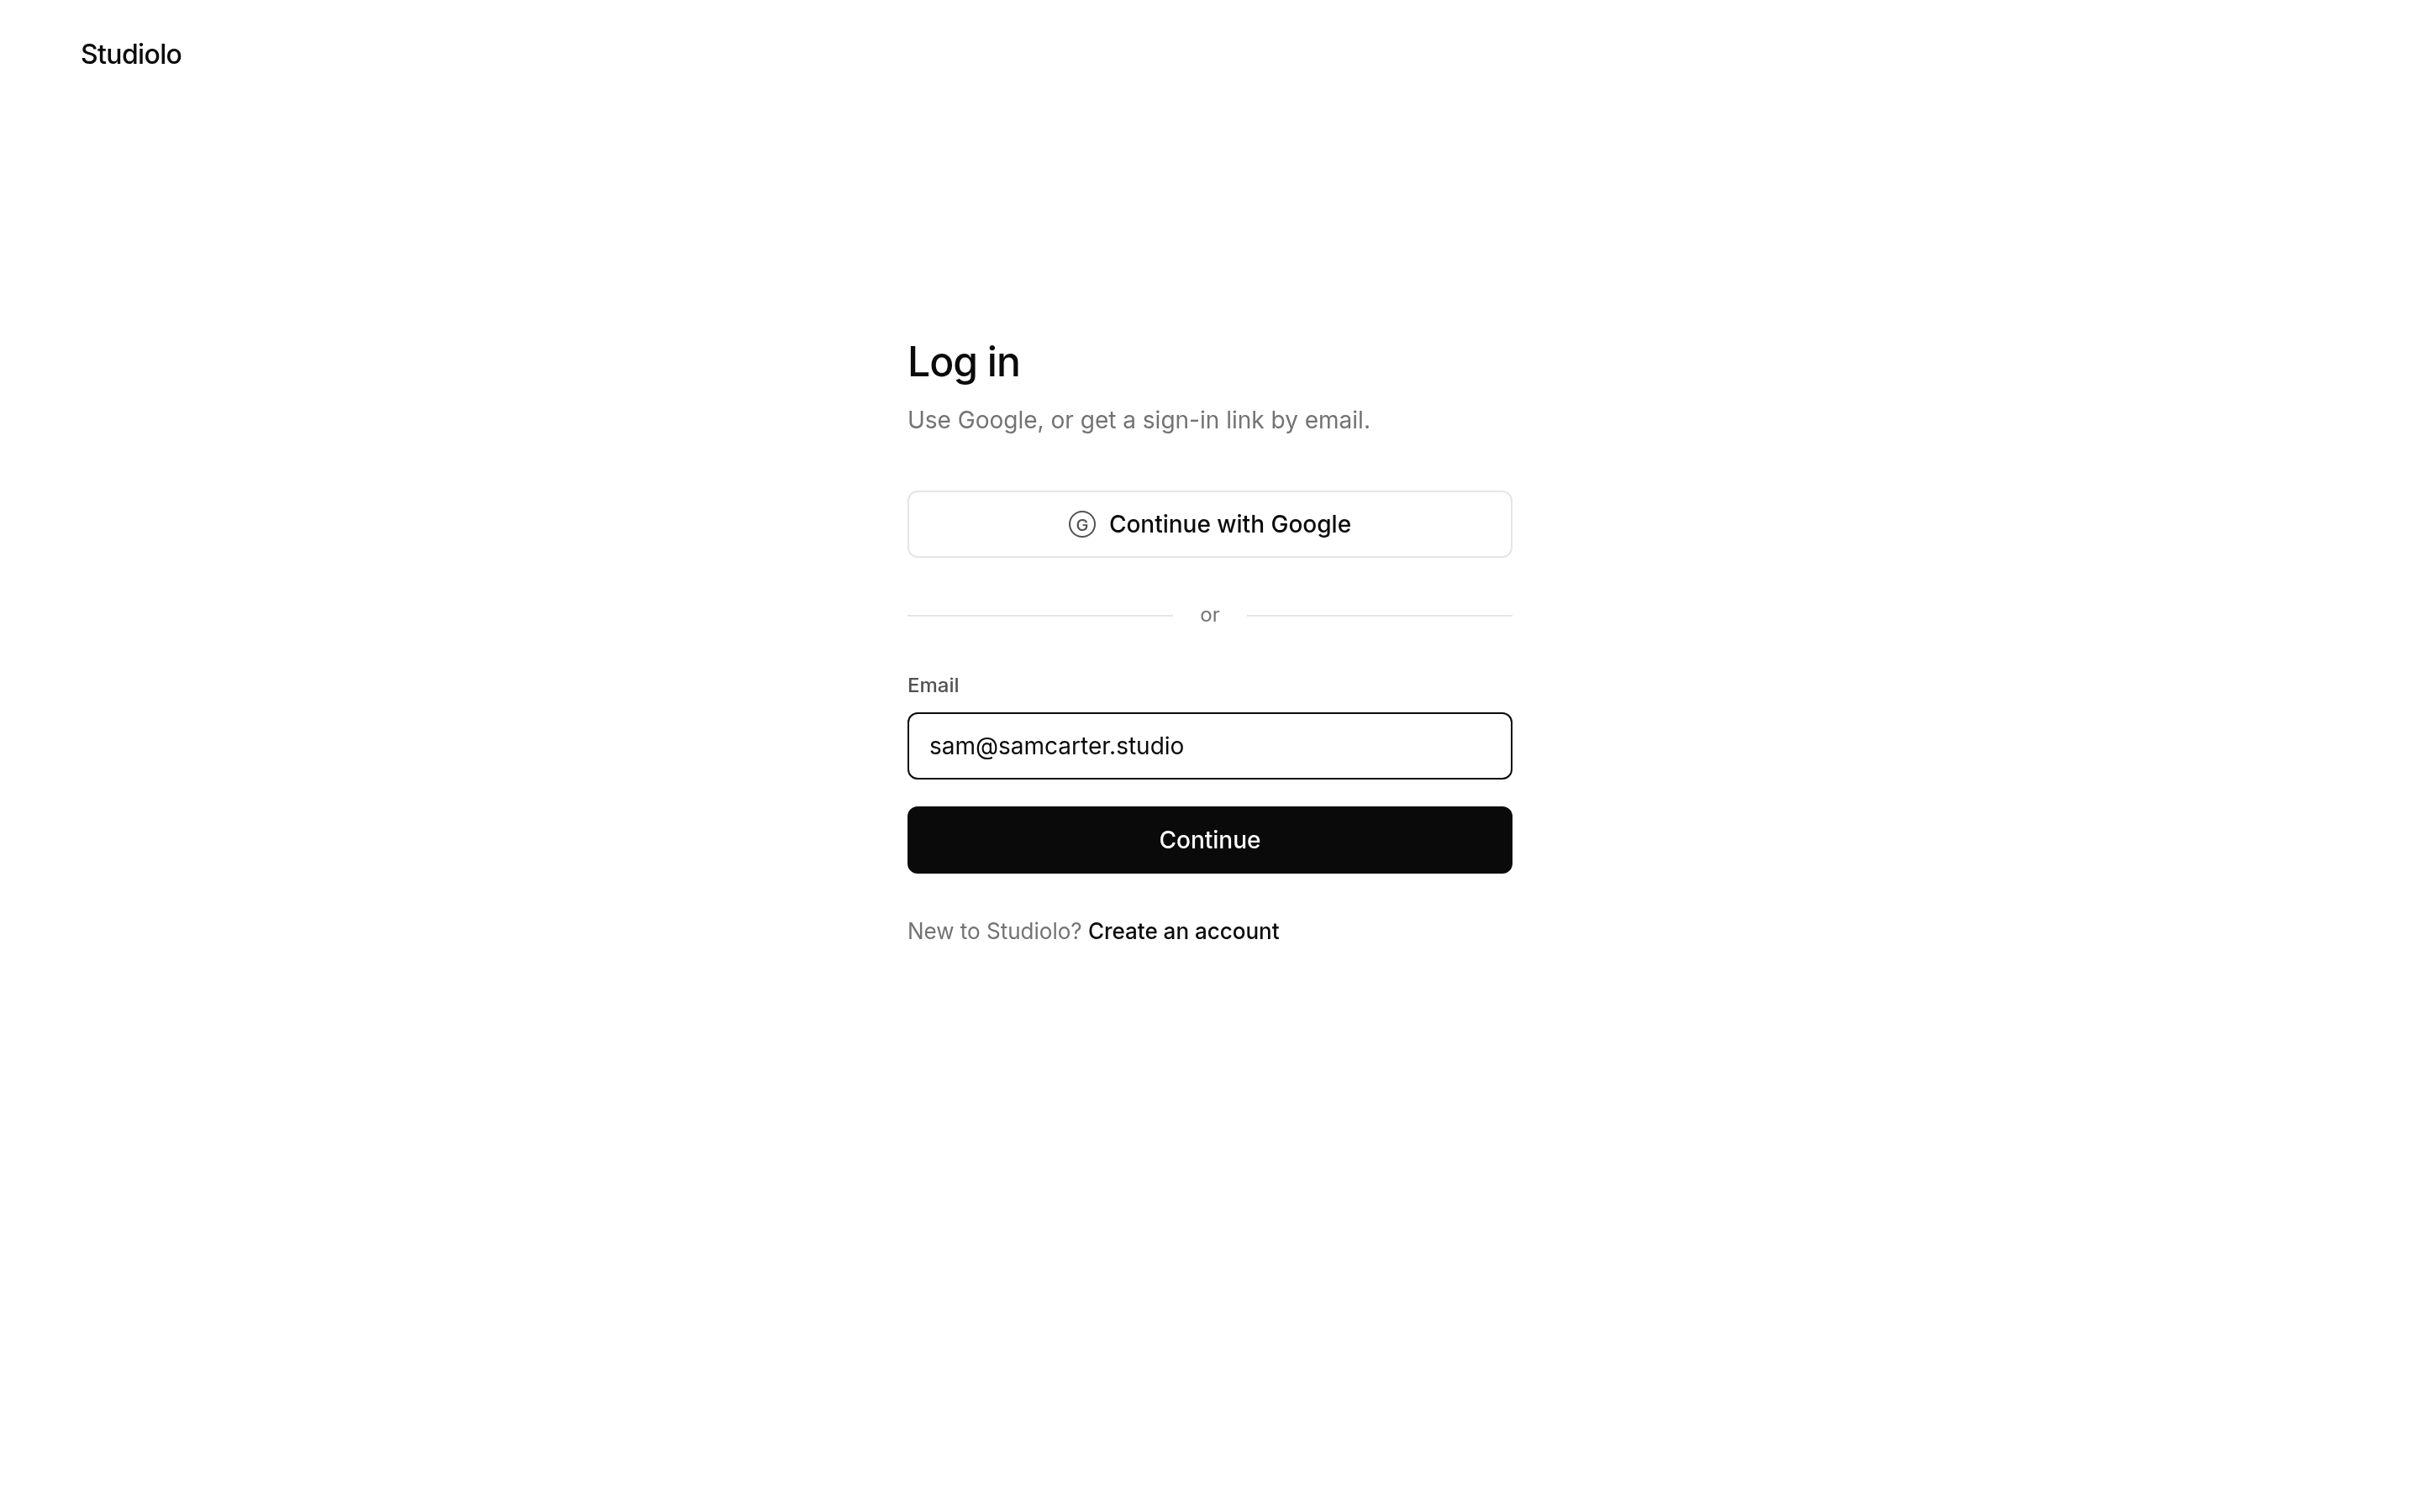 Studiolo
Log in
Use Google, or get a sign-in link by email.
G Continue with Google
or
Email
sam@samcarter.studio
Continue
New to Studiolo? Create an account